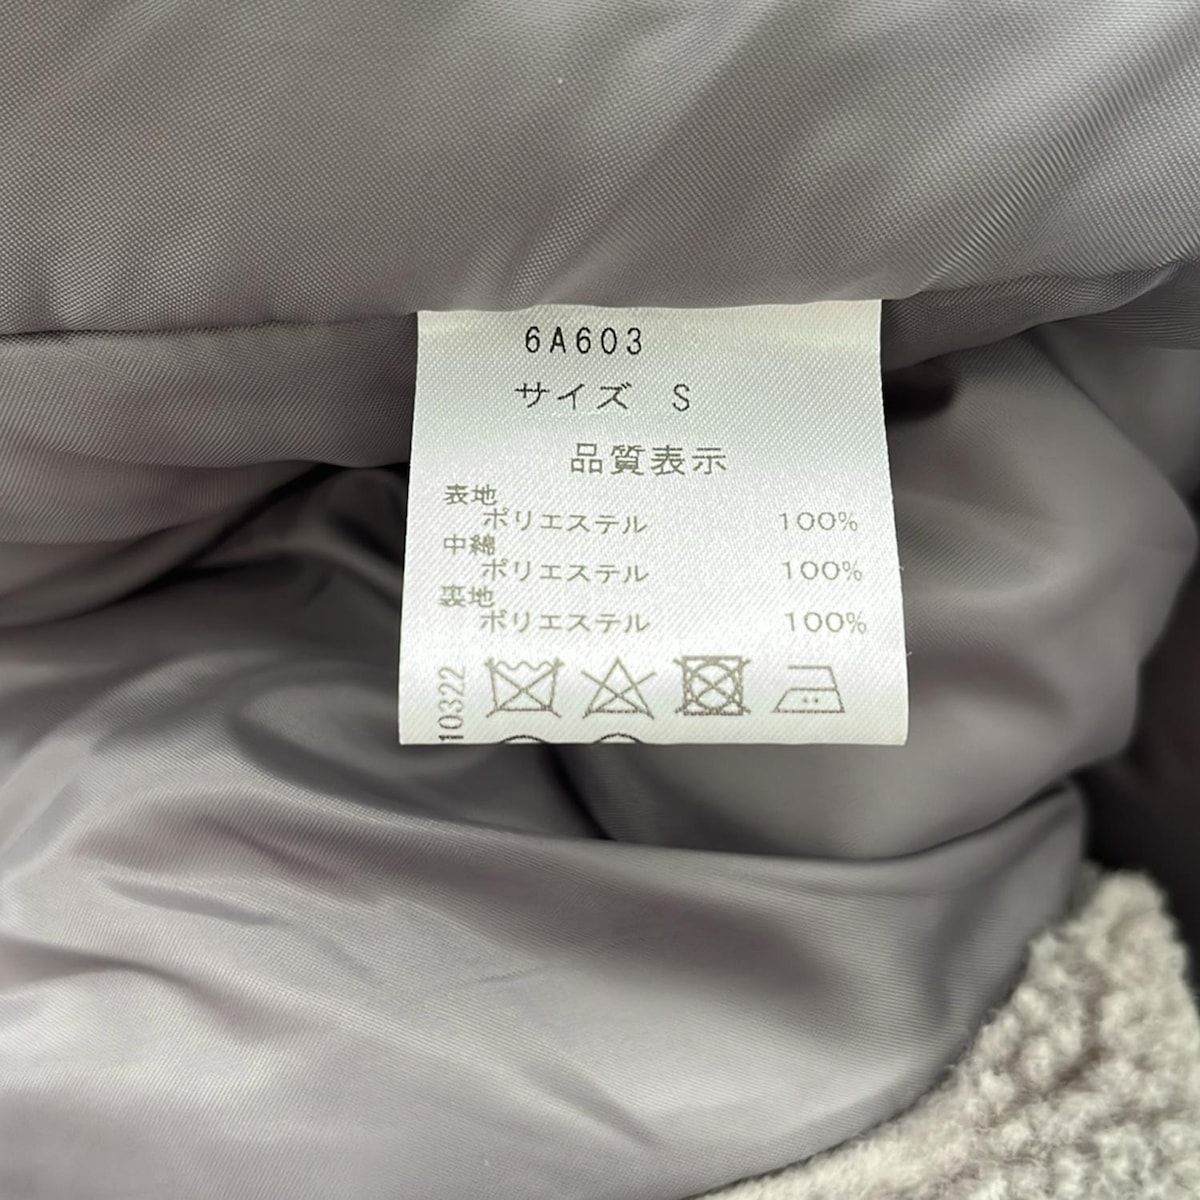 6A603
サイズ S
品質表示
表地
ポリエステル 100%
中綿
ポリエステル 100%
裏地
ポリエステル 100%
10322